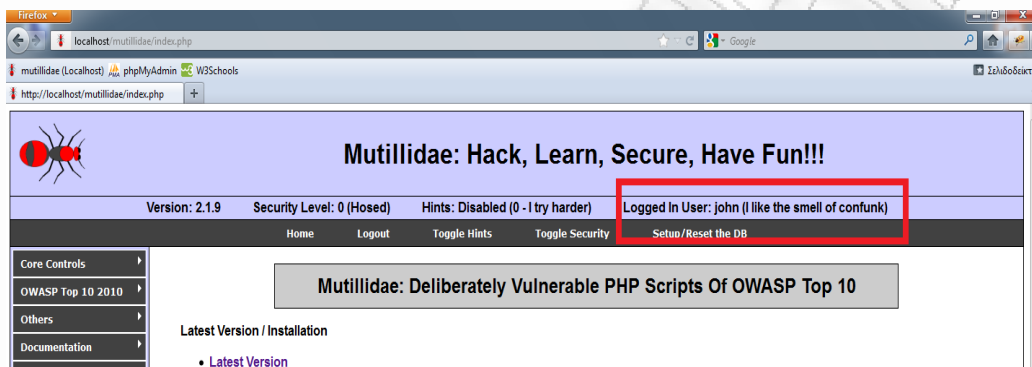 Firefox
localhost/mutillidae/index.php
Google
mutillidae (Localhost) phpMyAdmin W3Schools
Σελιδοδείκτ
http://localhost/mutillidae/index.php +
Mutillidae: Hack, Learn, Secure, Have Fun!!!
Version: 2.1.9 Security Level: 0 (Hosed) Hints: Disabled (0 - I try harder) Logged In User: john (I like the smell of confunk)
Home Logout Toggle Hints Toggle Security Setup/Reset the DB
Core Controls
OWASP Top 10 2010
Others
Documentation
Mutillidae: Deliberately Vulnerable PHP Scripts Of OWASP Top 10
Latest Version / Installation
• Latest Version